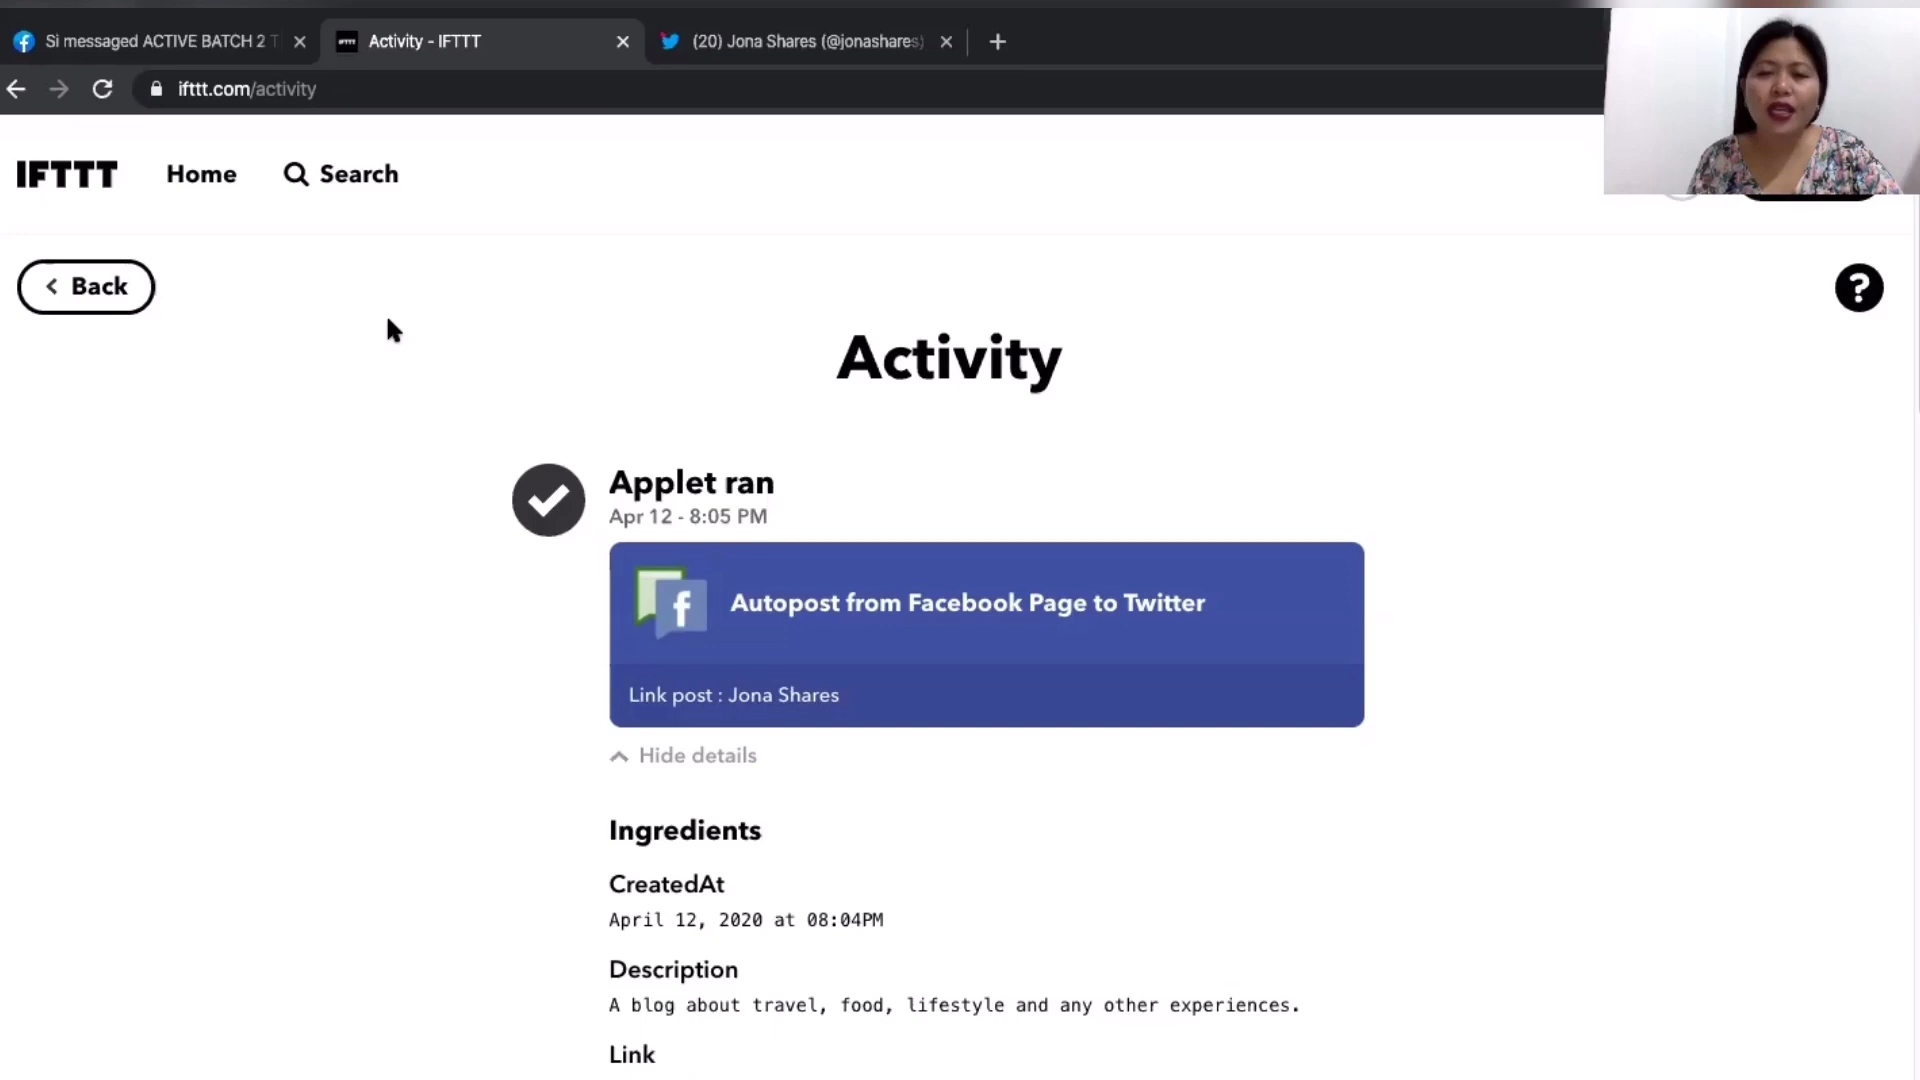 Si messaged ACTIVE BATCH 2 T
Activity - IFTTT
(20) Jona Shares (@jonashares)
ifttt.com/activity
IFTTT
Home
Search
Back
?
Activity
Applet ran
Apr 12 - 8:05 PM
f
Autopost from Facebook Page to Twitter
Link post : Jona Shares
Hide details
Ingredients
CreatedAt
April 12, 2020 at 08:04PM
Description
A blog about travel, food, lifestyle and any other experiences.
Link